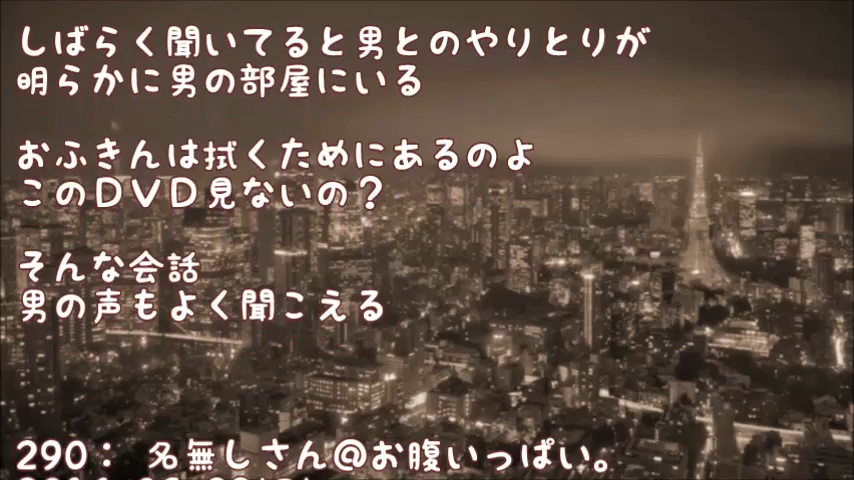 しばらく聞いてると男とのやりとりが
明らかに男の部屋にいる
おふきんは拭くためにあるのよ
このＤＶＤ見ないの？
そんな会話
男の声もよく聞こえる
290： 名無しさん＠お腹いっぱい。